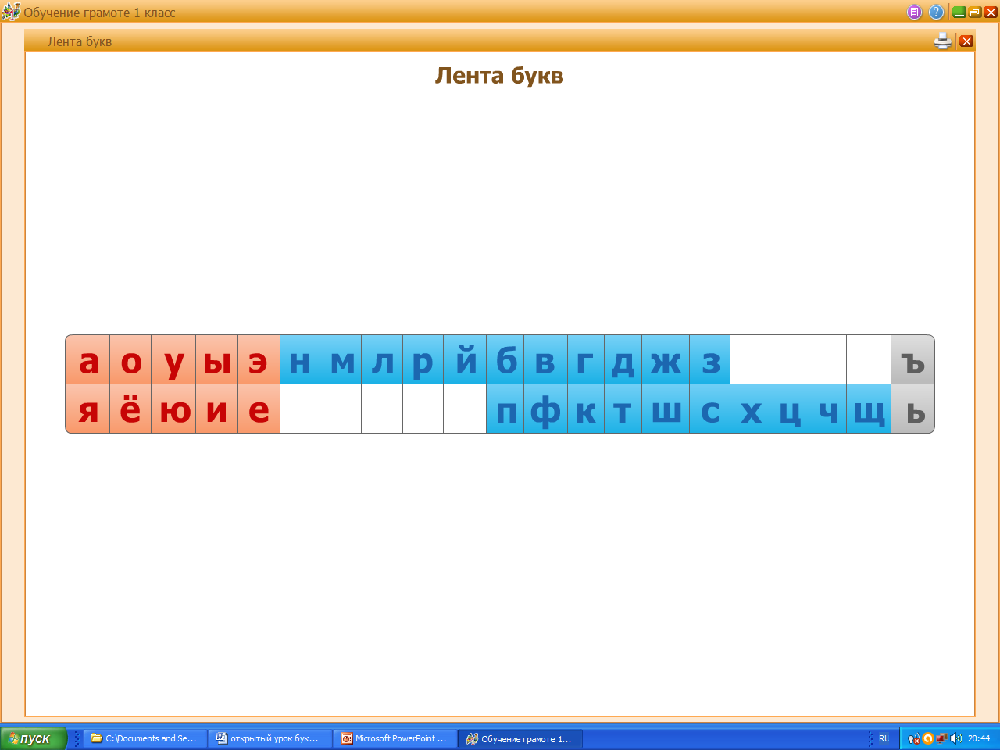 Обучение грамоте 1 класс
Лента букв
Лента букв
а о у ы э н м л р й б в г д ж з ъ
я ё ю и е п ф к т ш с х ц ч щ ь
пуск C:\Documents and Se... открытый урок бук... Microsoft PowerPoint ... Обучение грамоте 1... RU 20:44